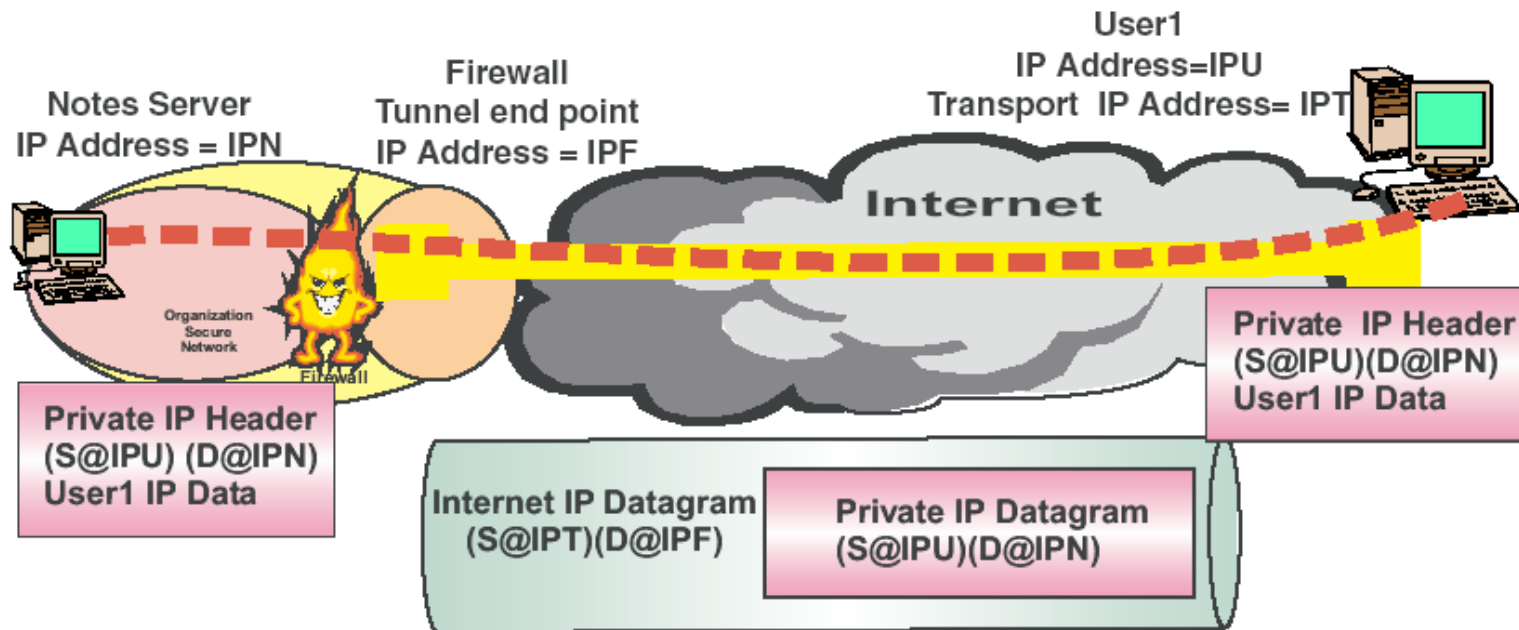 Notes Server
IP Address = IPN
Firewall
Tunnel end point
IP Address = IPF
User1
IP Address=IPU
Transport IP Address= IPT
Internet
Organization
Secure
Network
Firewall
Private IP Header
(S@IPU) (D@IPN)
User1 IP Data
Internet IP Datagram
(S@IPT)(D@IPF)
Private IP Datagram
(S@IPU)(D@IPN)
Private IP Header
(S@IPU)(D@IPN)
User1 IP Data